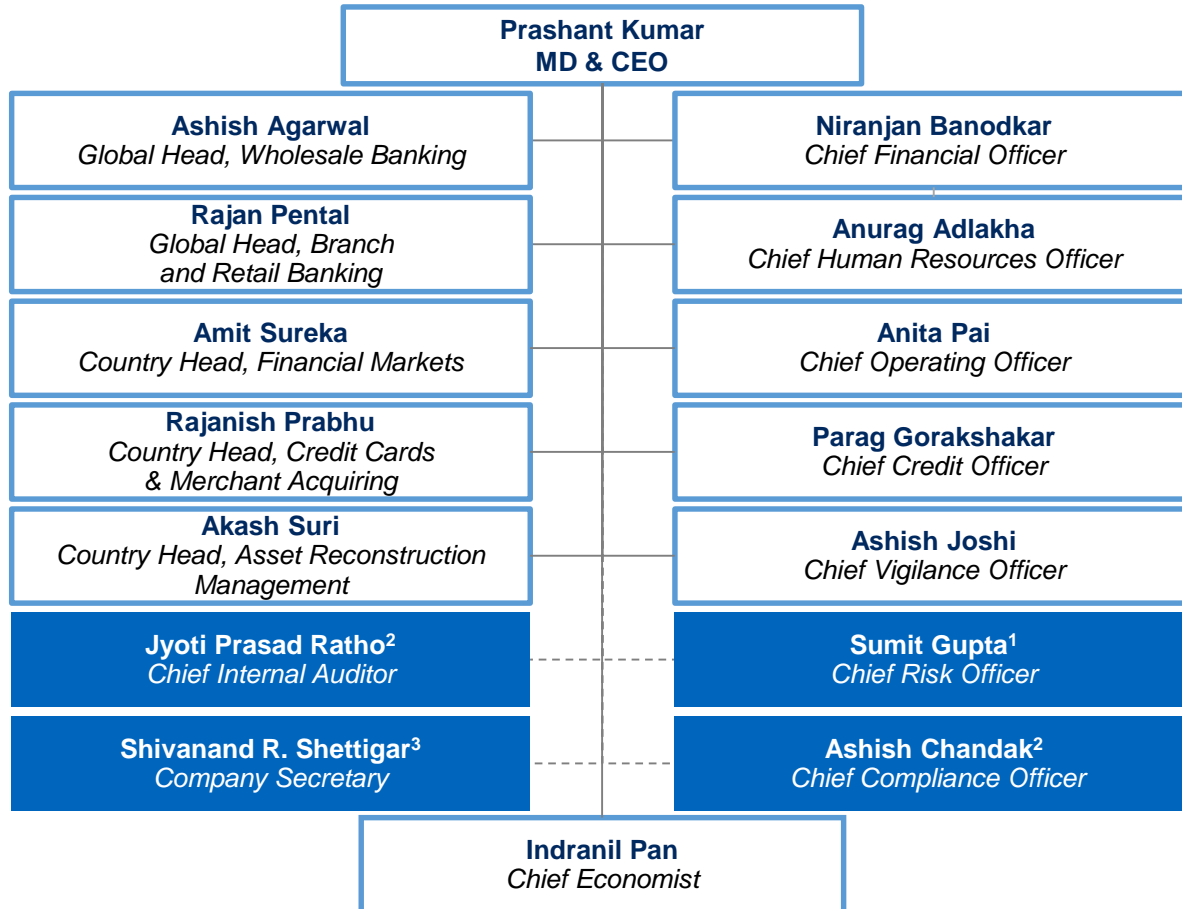 Prashant Kumar
MD & CEO
Ashish Agarwal
Global Head, Wholesale Banking
Niranjan Banodkar
Chief Financial Officer
Rajan Pental
Global Head, Branch
and Retail Banking
Anurag Adlakha
Chief Human Resources Officer
Amit Sureka
Country Head, Financial Markets
Anita Pai
Chief Operating Officer
Rajanish Prabhu
Country Head, Credit Cards
& Merchant Acquiring
Parag Gorakshakar
Chief Credit Officer
Akash Suri
Country Head, Asset Reconstruction
Management
Ashish Joshi
Chief Vigilance Officer
Jyoti Prasad Ratho²
Chief Internal Auditor
Sumit Gupta¹
Chief Risk Officer
Shivanand R. Shettigar³
Company Secretary
Ashish Chandak²
Chief Compliance Officer
Indranil Pan
Chief Economist